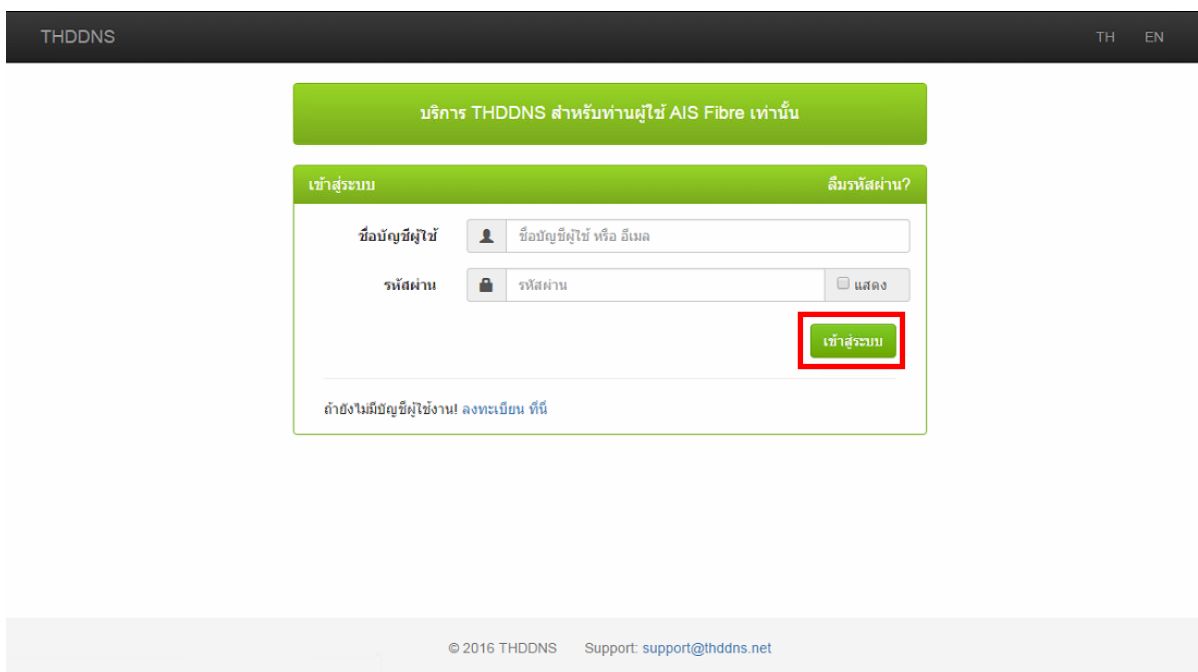 THDDNS TH EN
บริการ THDDNS สำหรับท่านผู้ใช้ AIS Fibre เท่านั้น
เข้าสู่ระบบ ลืมรหัสผ่าน?
ชื่อบัญชีผู้ใช้ ชื่อบัญชีผู้ใช้ หรือ อีเมล
รหัสผ่าน รหัสผ่าน แสดง
เข้าสู่ระบบ
ถ้ายังไม่มีบัญชีผู้ใช้งาน! ลงทะเบียน ที่นี่
© 2016 THDDNS Support: support@thddns.net